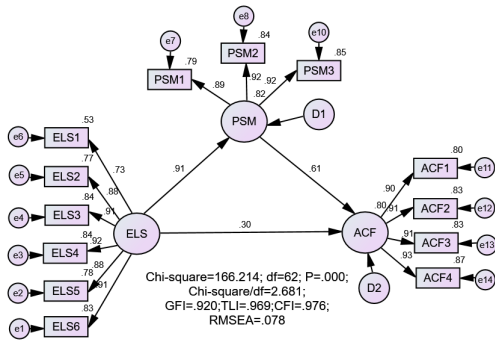 e8
.84
e7
e10
PSM2
.79
.85
PSM1
PSM3
.92
.92
.89
.82
PSM
D1
e6
.53
ELS1
.77
e5
ELS2
.73
.88
.84
e4
ELS3
.91
.84
e3
ELS4
.92
.78
.88
e2
ELS5
.91
.83
e1
ELS6
ELS
.91
.61
.30
.80
ACF
D2
.80
ACF1
e11
.90
.83
ACF2
e12
.91
.83
ACF3
e13
.91
.87
ACF4
e14
.93
Chi-square=166.214; df=62; P=.000;
Chi-square/df=2.681;
GFI=.920;TLI=.969;CFI=.976;
RMSEA=.078